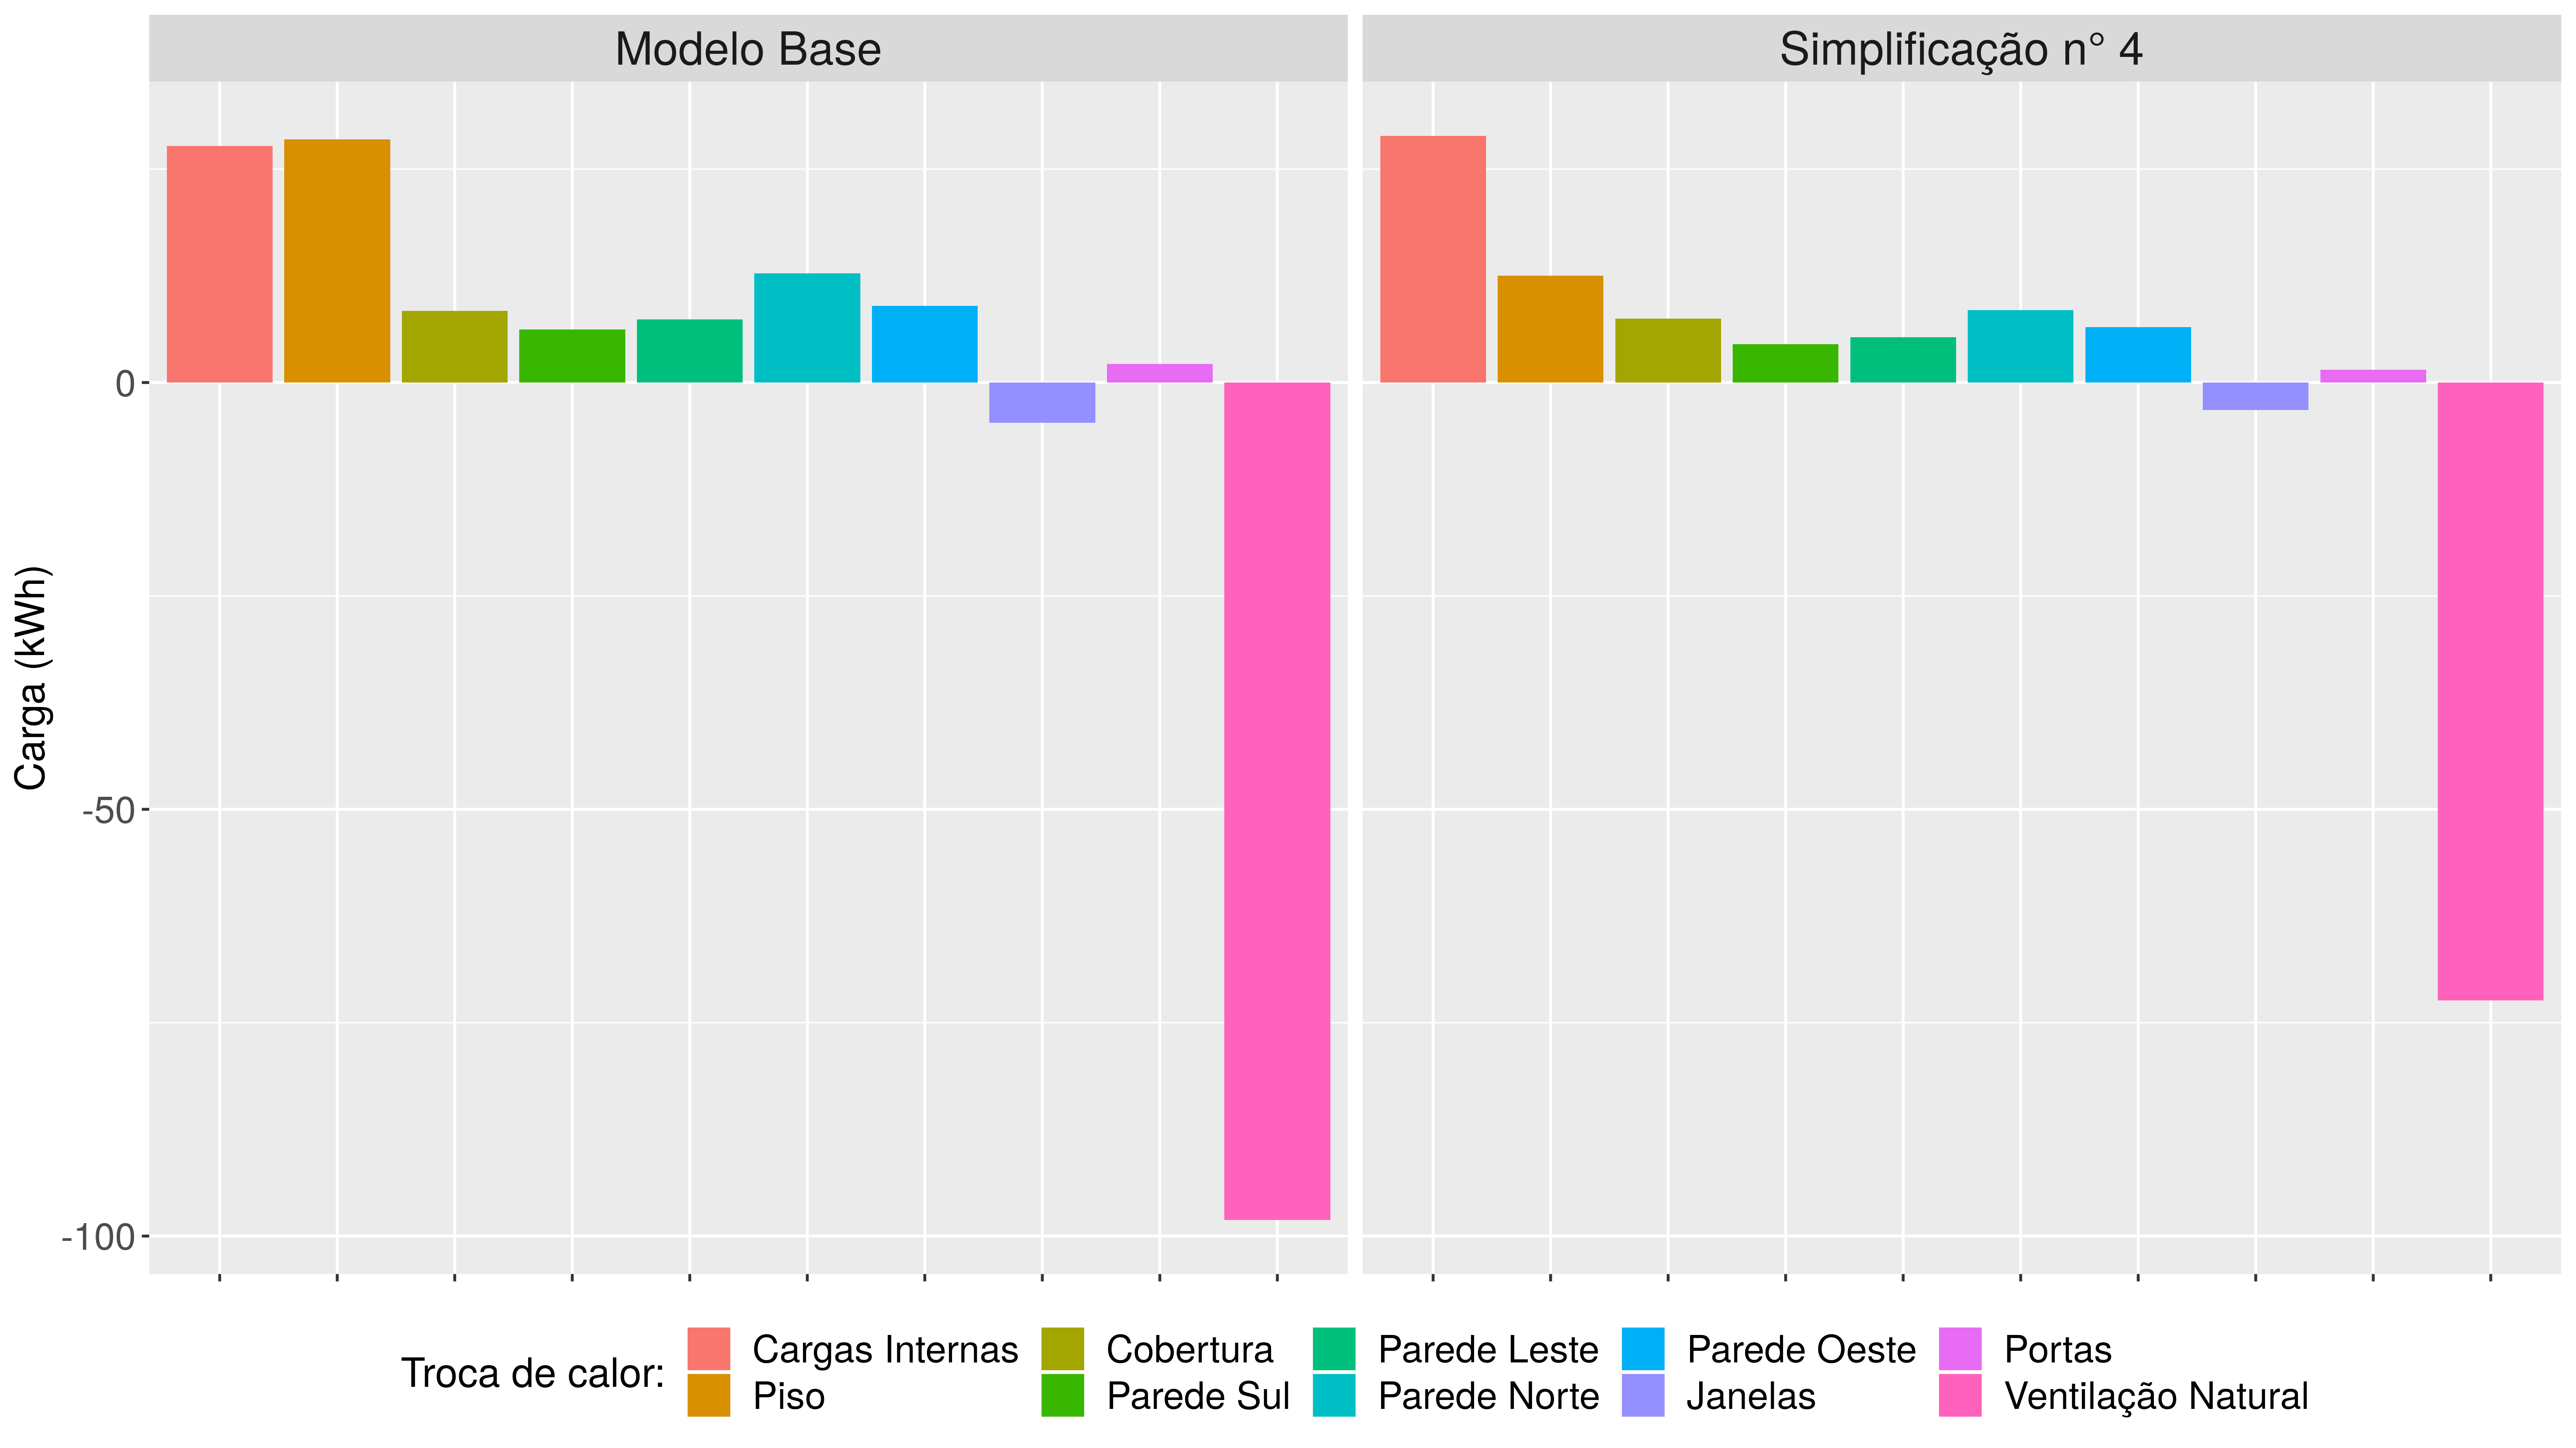 Modelo Base
Simplificação n° 4
Carga (kWh)
0
-50
-100
Troca de calor:
Cargas Internas
Piso
Cobertura
Parede Sul
Parede Leste
Parede Norte
Parede Oeste
Janelas
Portas
Ventilação Natural